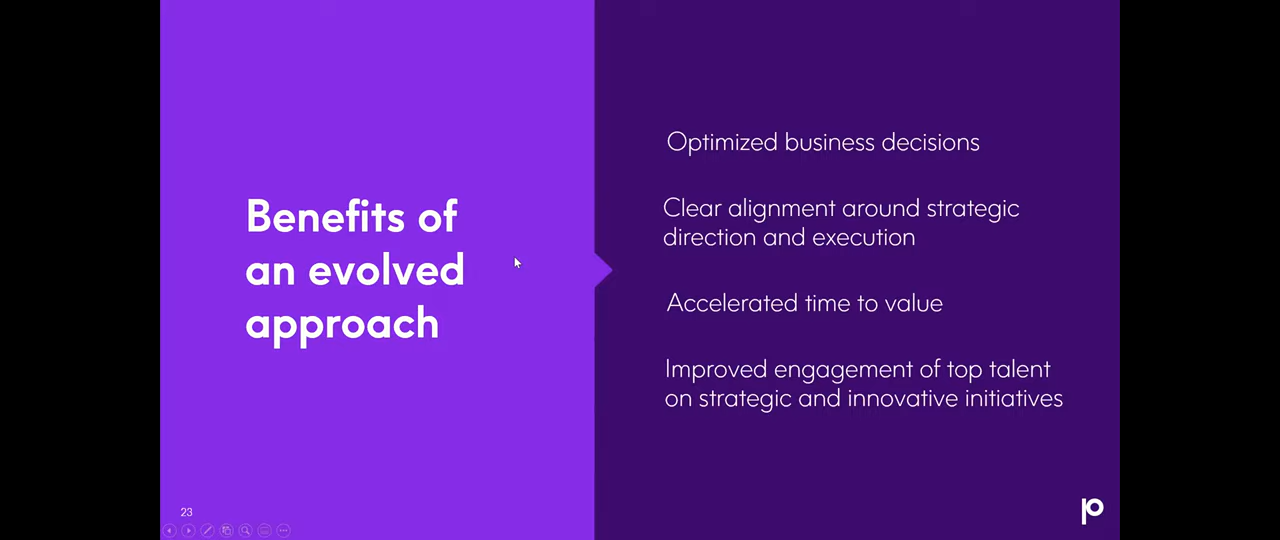 Benefits of
an evolved
approach
Optimized business decisions
Clear alignment around strategic
direction and execution
Accelerated time to value
Improved engagement of top talent
on strategic and innovative initiatives
23